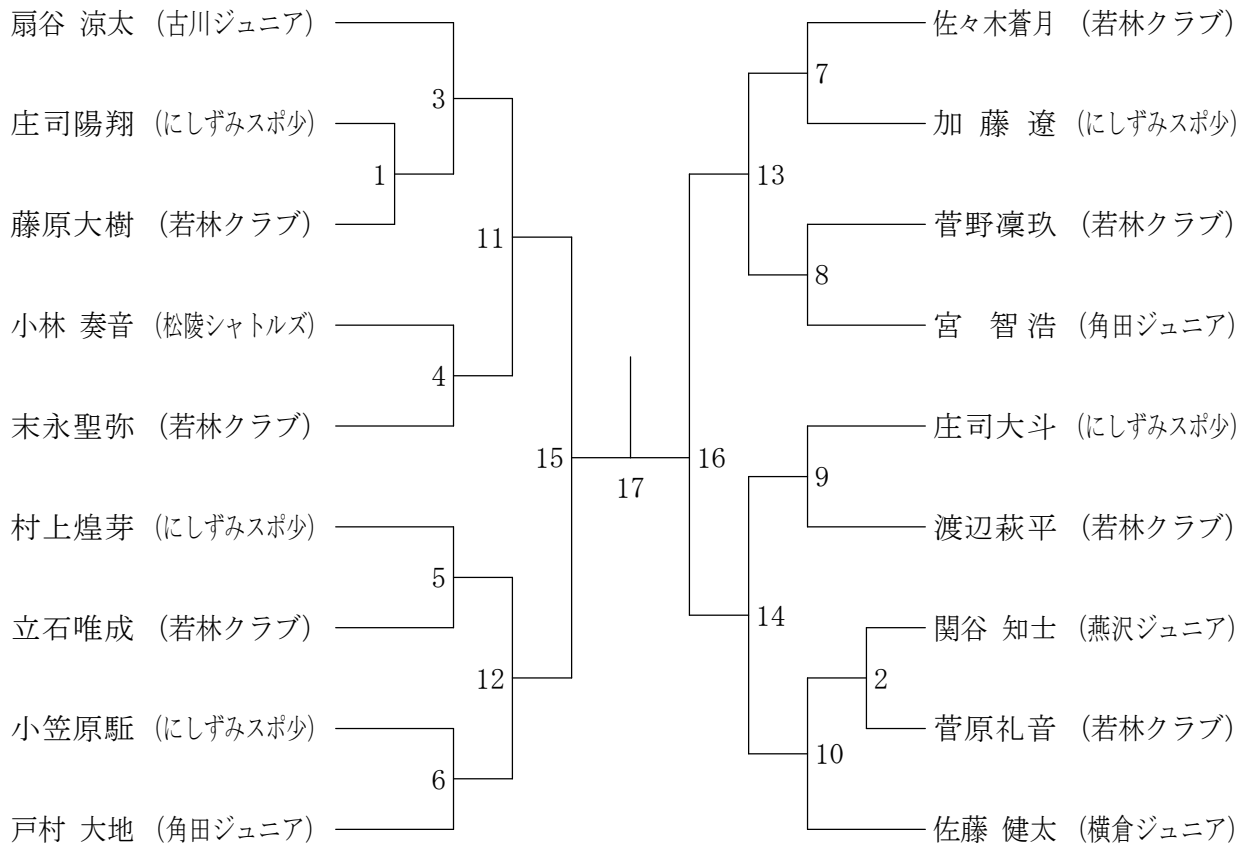 扇谷 涼太 (古川ジュニア)
庄司陽翔 (にしずみスポ少)
藤原大樹 (若林クラブ)
小林 奏音 (松陵シャトルズ)
末永聖弥 (若林クラブ)
村上煌芽 (にしずみスポ少)
立石唯成 (若林クラブ)
小笠原駈 (にしずみスポ少)
戸村 大地 (角田ジュニア)
1
3
4
5
6
11
12
15
17
16
13
14
7
8
9
2
10
佐々木蒼月 (若林クラブ)
加 藤 遼 (にしずみスポ少)
菅野凜玖 (若林クラブ)
宮 智浩 (角田ジュニア)
庄司大斗 (にしずみスポ少)
渡辺萩平 (若林クラブ)
関谷 知士 (燕沢ジュニア)
菅原礼音 (若林クラブ)
佐藤 健太 (横倉ジュニア)